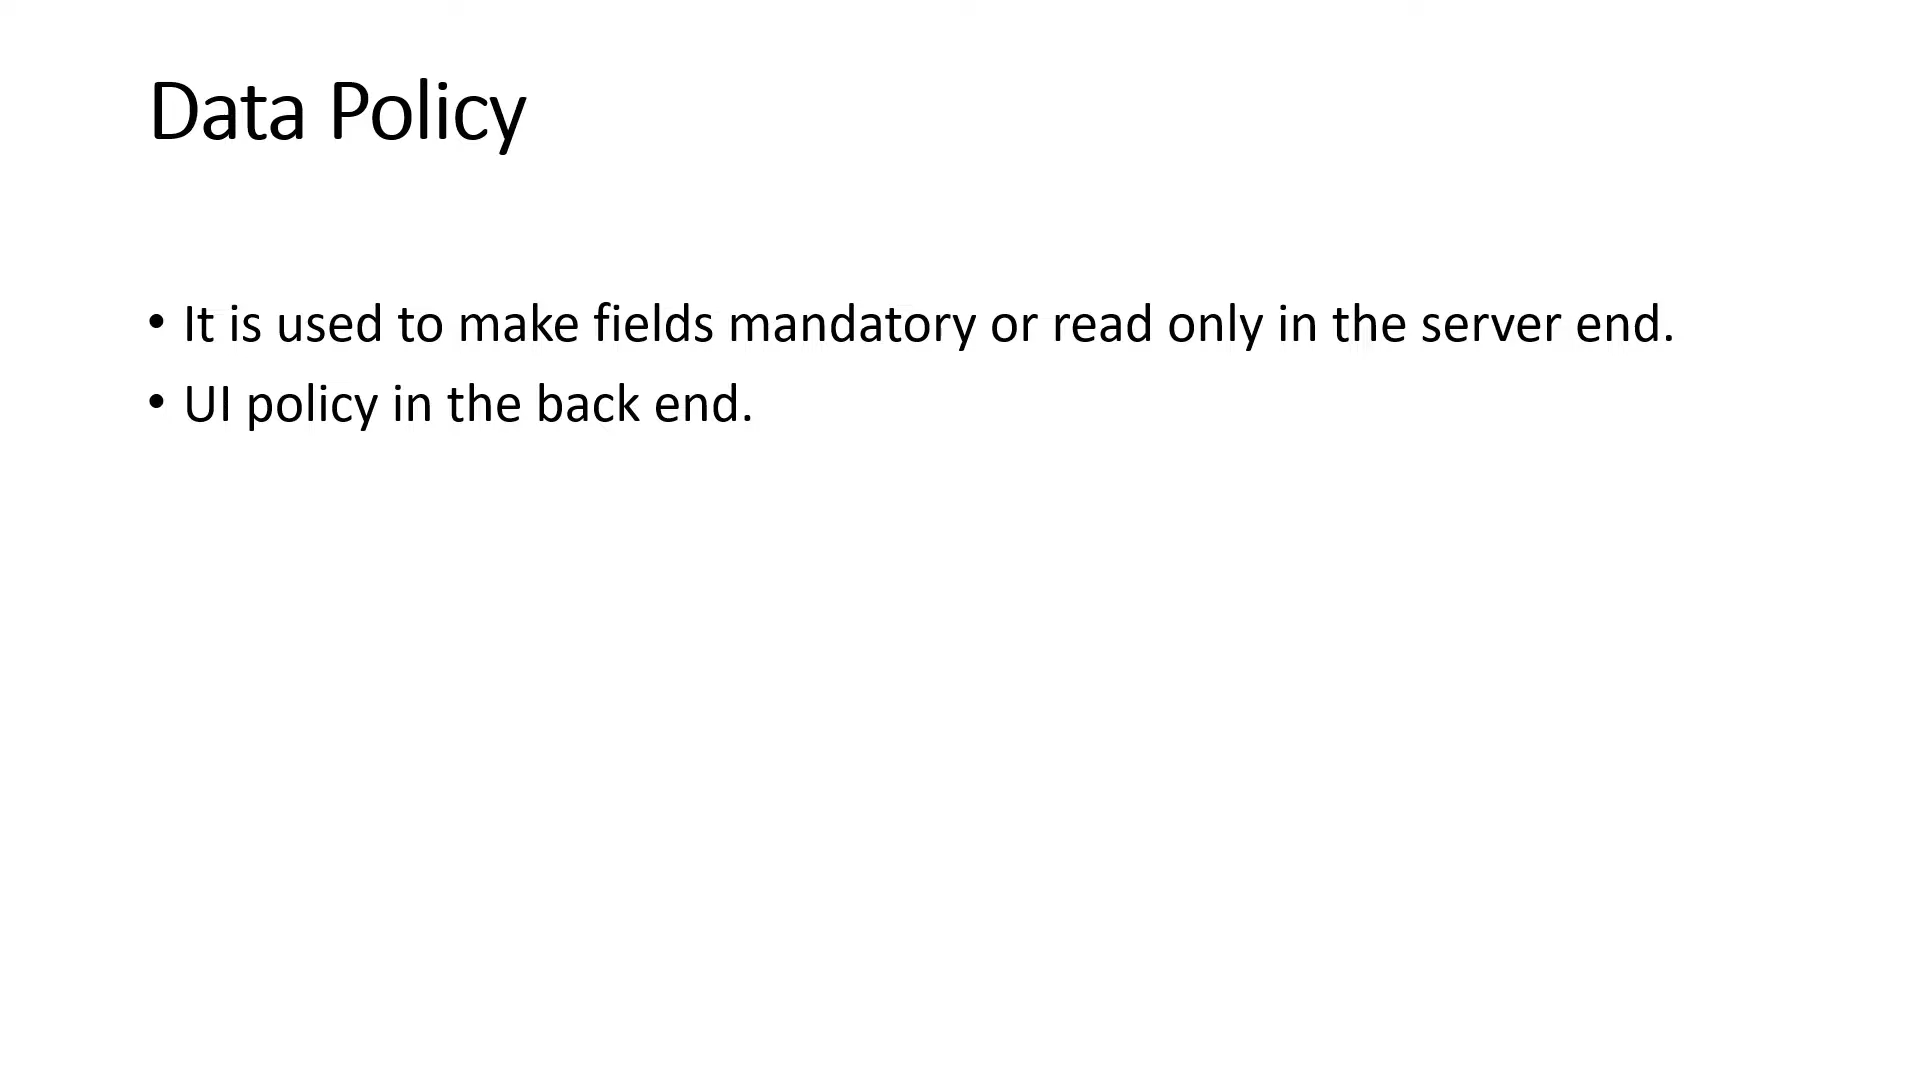 Data Policy
• It is used to make fields mandatory or read only in the server end.
• UI policy in the back end.